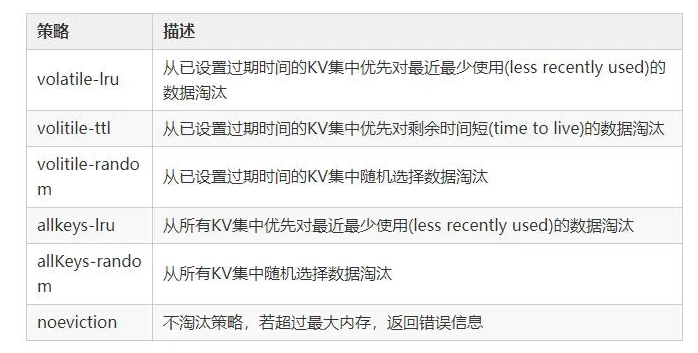 策略 描述
volatile-lru 从已设置过期时间的KV集中优先对最近最少使用(less recently used)的
数据淘汰
volitile-ttl 从已设置过期时间的KV集中优先对剩余时间短(time to live)的数据淘汰
volitile-rando
m
从已设置过期时间的KV集中随机选择数据淘汰
allkeys-lru 从所有KV集中优先对最近最少使用(less recently used)的数据淘汰
allKeys-rando
m
从所有KV集中随机选择数据淘汰
noeviction 不淘汰策略，若超过最大内存，返回错误信息